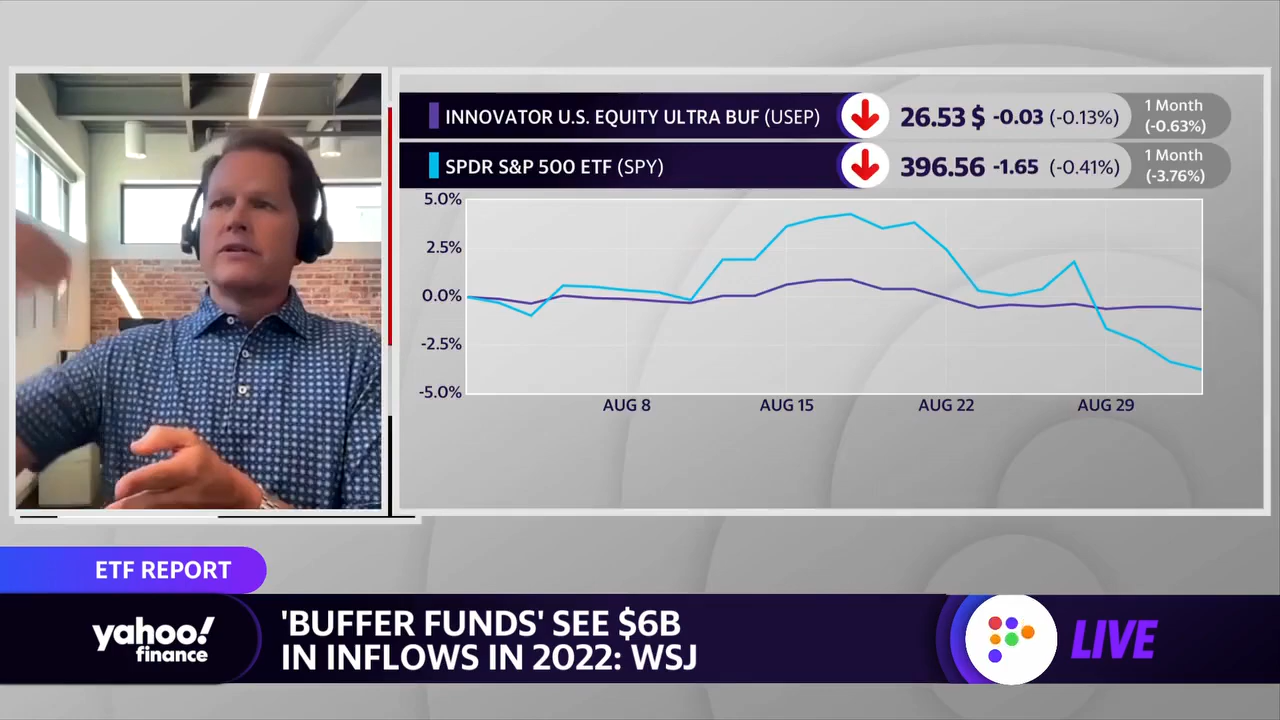 INNOVATOR U.S. EQUITY ULTRA BUF (USEP) 26.53 $ -0.03 (-0.13%) 1 Month (-0.63%)
SPDR S&P 500 ETF (SPY) 396.56 -1.65 (-0.41%) 1 Month (-3.76%)
5.0%
2.5%
0.0%
-2.5%
-5.0%
AUG 8 AUG 15 AUG 22 AUG 29
ETF REPORT
yahoo!
finance
'BUFFER FUNDS' SEE $6B
IN INFLOWS IN 2022: WSJ
LIVE